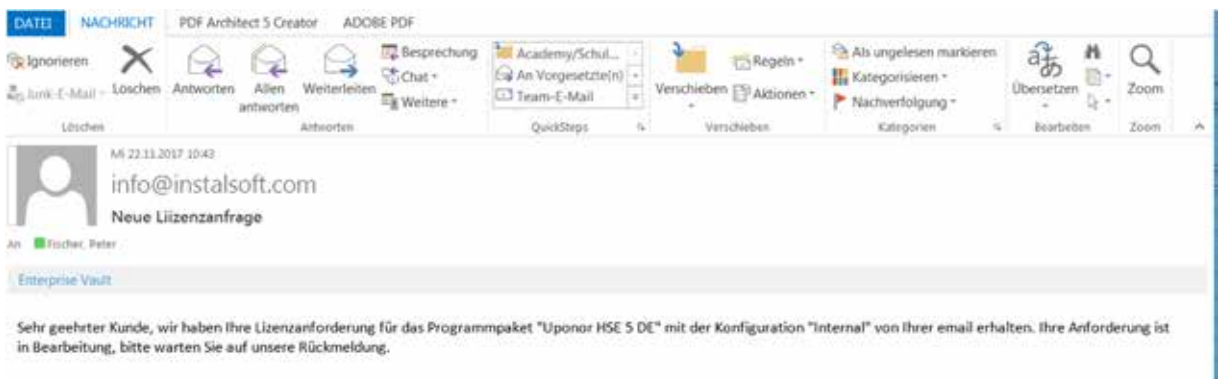 DATEI NACHRICHT PDF Architect 5 Creator ADOBE PDF
Ignorieren
Junk-E-Mail
Löschen
Antworten
Allen antworten
Weiterleiten
Besprechung
Chat
Weitere
Academy/Schul...
An Vorgesetzte(n)
Team-E-Mail
Verschieben
Regeln
Aktionen
Als ungelesen markieren
Kategorisieren
Nachverfolgung
Übersetzen
Zoom
Löschen Antworten QuickSteps Verschieben Kategorien Bearbeiten Zoom
Mi 22.11.2017 10:43
info@instalsoft.com
Neue Liizenzanfrage
An Fischer, Peter
Enterprise Vault
Sehr geehrter Kunde, wir haben Ihre Lizenzanforderung für das Programmpaket "Uponor HSE 5 DE" mit der Konfiguration "Internal" von Ihrer email erhalten. Ihre Anforderung ist
in Bearbeitung, bitte warten Sie auf unsere Rückmeldung.